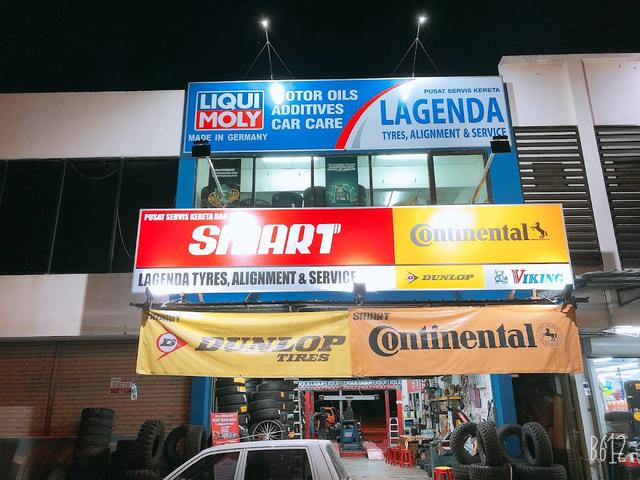 LIQUI
MOLY
MADE IN GERMANY
MOTOR OILS
ADDITIVES
CAR CARE
PUSAT SERVIS KERETA
LAGENDA
TYRES, ALIGNMENT & SERVICE
PUSAT SERVIS KERETA DAN
SMART
Continental
LAGENDA TYRES, ALIGNMENT & SERVICE
DUNLOP
VIKING
SMART
DUNLOP
TIRES
SMART
Continental
B612